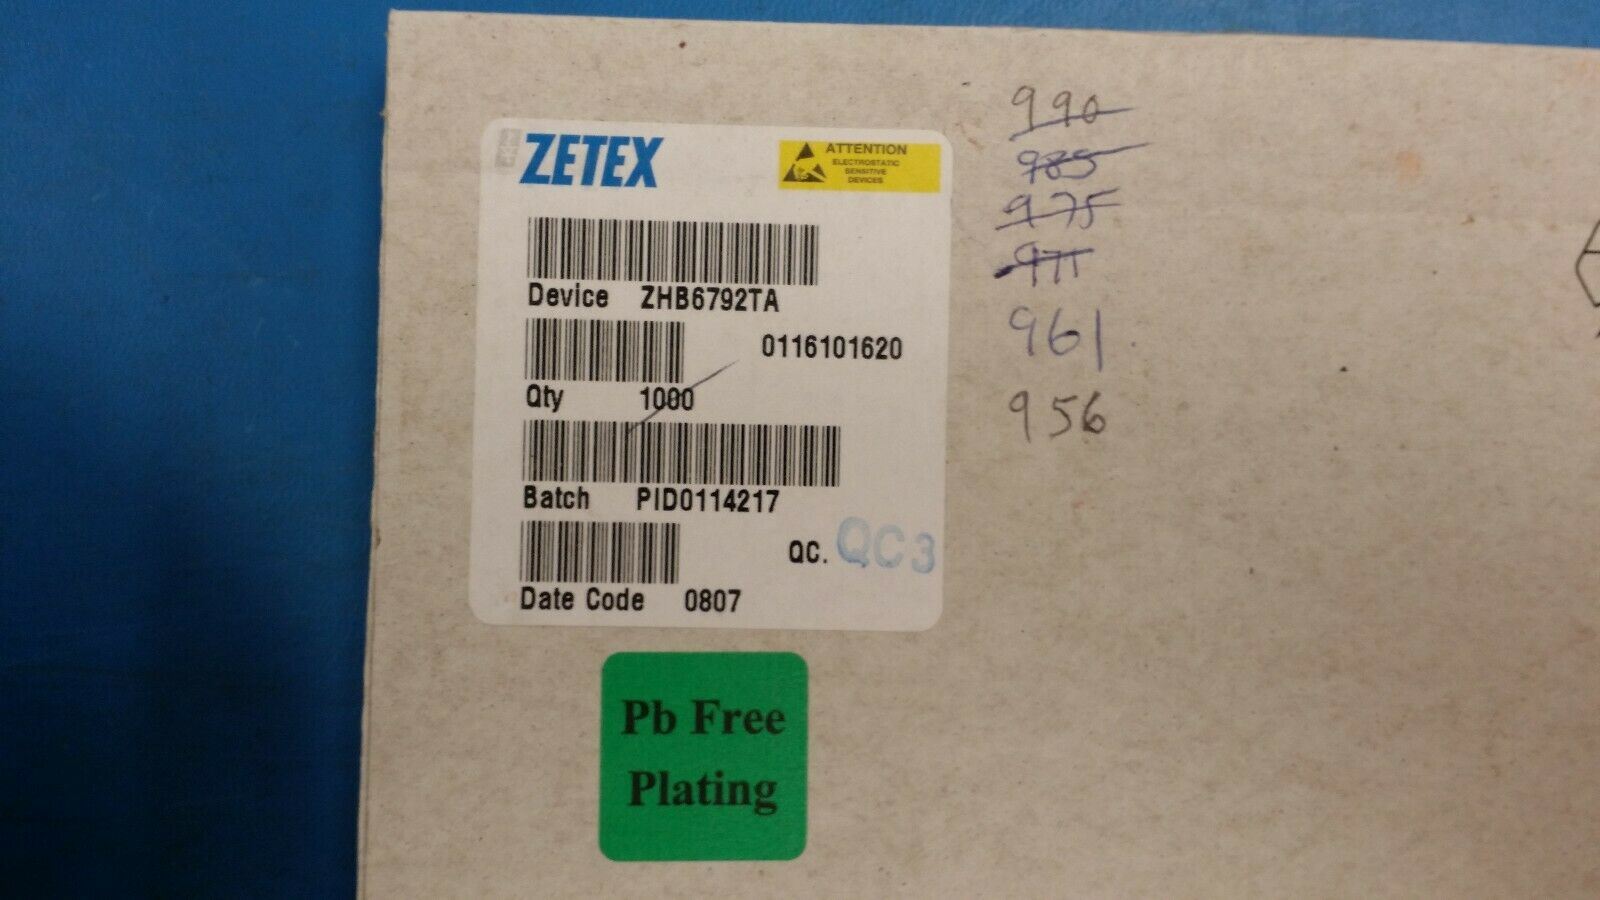 ZETEX
ATTENTION
ELECTROSTATIC
SENSITIVE
DEVICES
Device ZHB6792TA
0116101620
Qty 1000
Batch PID0114217
QC. QC3
Date Code 0807
Pb Free
Plating
990
985
975
971
961
956